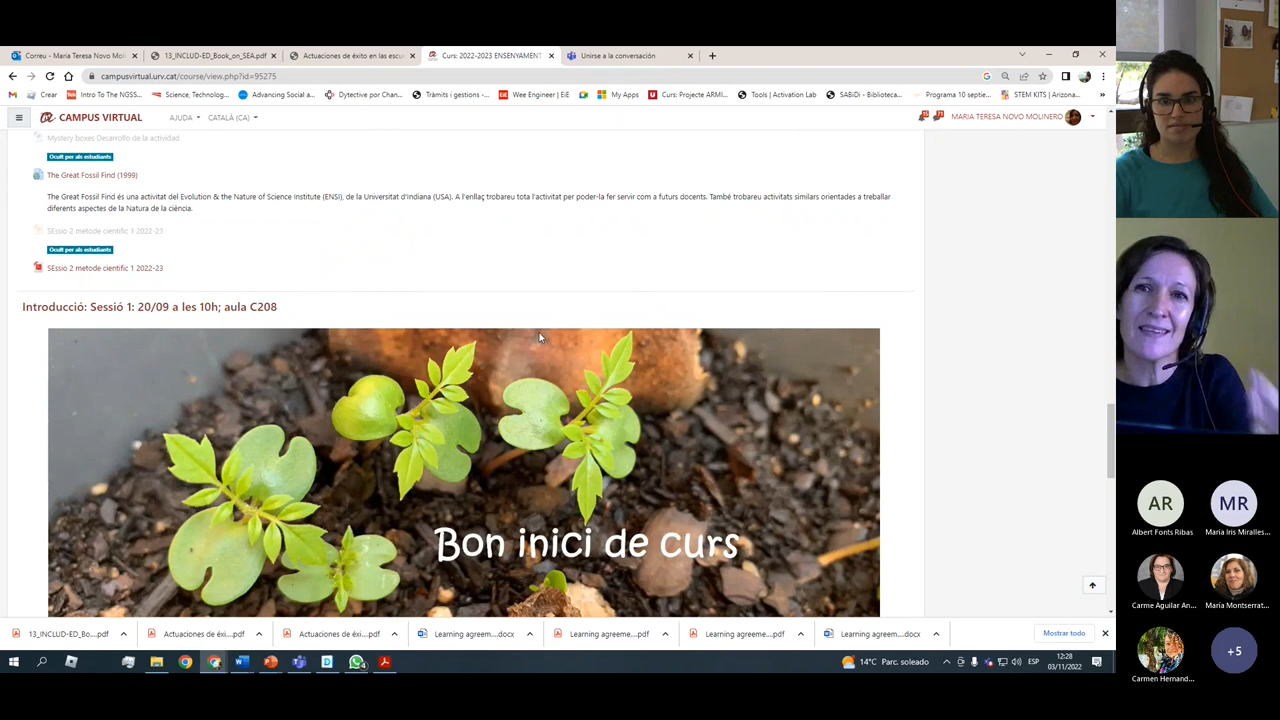 Correu - Maria Teresa Novo Moli
13_INCLUD-ED_Book_on_SEA.pdf
Actuaciones de éxito en las escu
Curs: 2022-2023 ENSENYAMENT
Unirse a la conversación
campusvirtual.urv.cat/course/view.php?id=95275
Crear
Intro To The NGSS...
Science, Technolog...
Advancing Social a...
Dytective por Chan...
Tràmits i gestions -...
Wee Engineer | EiE
My Apps
Curs: Projecte ARMI...
Tools | Activation Lab
SABiDi - Biblioteca...
Programa 10 septie...
STEM KITS | Arizona...
CAMPUS VIRTUAL
AJUDA
CATALÀ (CA)
MARIA TERESA NOVO MOLINERO
Mystery boxes Desarrollo de la actividad
Ocult per als estudiants
The Great Fossil Find (1999)
The Great Fossil Find és una activitat del Evolution & the Nature of Science Institute (ENSI), de la Universitat d'Indiana (USA). A l'enllaç trobareu tota l'activitat per poder-la fer servir com a futurs docents. També trobareu activitats similars orientades a treballar
diferents aspectes de la Natura de la ciència.
SEssio 2 metode cientific 1 2022-23
Ocult per als estudiants
SEssio 2 metode cientific 1 2022-23
Introducció: Sessió 1: 20/09 a les 10h; aula C208
Bon inici de curs
AR
MR
Albert Fonts Ribas
Maria Iris Miralles...
Carme Aguilar An...
María Montserrat...
Carmen Hernand...
+5
13_INCLUD-ED_Bo....pdf
Actuaciones de éxi....pdf
Actuaciones de éxi....pdf
Learning agreem....docx
Learning agreeme....pdf
Learning agreeme....pdf
Learning agreem....docx
Mostrar todo
14°C Parc. soleado
ESP
12:28
03/11/2022